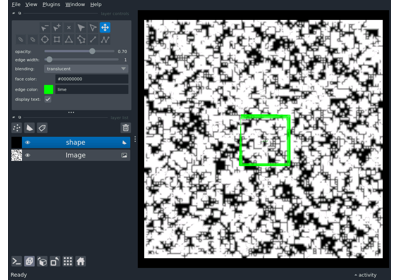 File View Plugins Window Help
opacity: 0.70
edge width: 1
blending: translucent
face color: #00000000
edge color: lime
display text:
shape
Image
Ready
activity